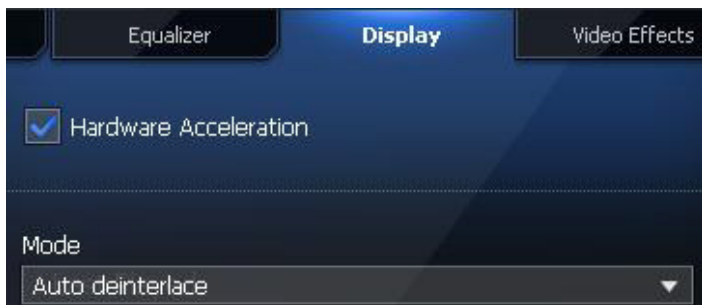 Equalizer Display Video Effects
Hardware Acceleration
Mode
Auto deinterlace